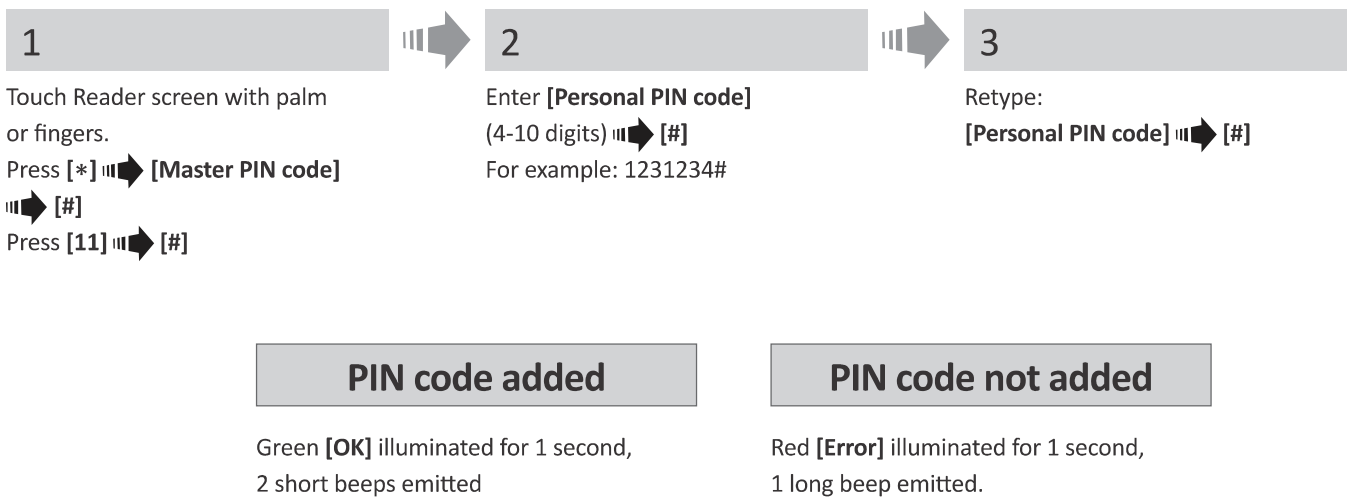 1
Touch Reader screen with palm
or fingers.
Press [*] [Master PIN code]
[#]
Press [11] [#]
2
Enter [Personal PIN code]
(4-10 digits) [#]
For example: 1231234#
3
Retype:
[Personal PIN code] [#]
PIN code added
Green [OK] illuminated for 1 second,
2 short beeps emitted
PIN code not added
Red [Error] illuminated for 1 second,
1 long beep emitted.